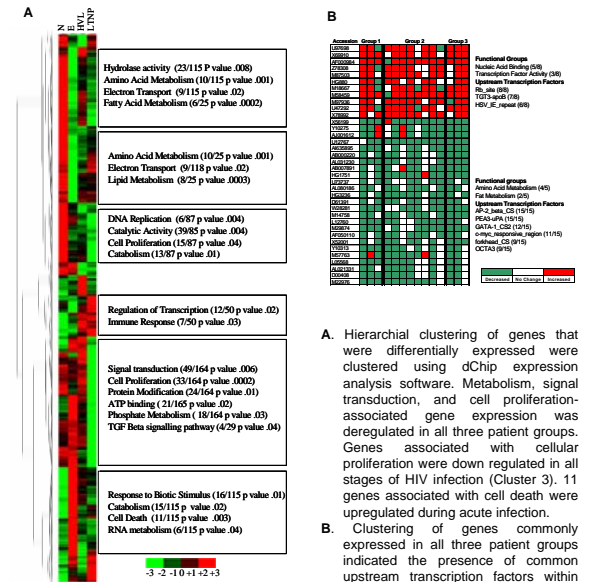 A
N
E
HVL
LTNP
Hydrolase activity (23/115 P value .008)
Amino Acid Metabolism (10/115 p value .001)
Electron Transport (9/115 p value .02)
Fatty Acid Metabolism (6/25 p value .0002)
Amino Acid Metabolism (10/25 p value .001)
Electron Transport (9/118 p value .02)
Lipid Metabolism (8/25 p value .0003)
DNA Replication (6/87 p value .004)
Catalytic Activity (39/85 p value .004)
Cell Proliferation (15/87 p value .04)
Catabolism (13/87 p value .01)
Regulation of Transcription (12/50 p value .02)
Immune Response (7/50 p value .03)
Signal transduction (49/164 p value .006)
Cell Proliferation (33/164 p value .0002)
Protein Modification (24/164 p value .01)
ATP binding ( 21/165 p value .02)
Phosphate Metabolism ( 18/164 p value .03)
TGF Beta signalling pathway (4/29 p value .04)
Response to Biotic Stimulus (16/115 p value .01)
Catabolism (15/115 p value .02)
Cell Death (11/115 p value .003)
RNA metabolism (6/115 p value .04)
-3 -2 -1 0 +1 +2 +3
B
Accession Group 1 Group 2 Group 3
Functional Groups
Nucleic Acid Binding (5/8)
Transcription Factor Activity (3/8)
Upstream Transcription Factors
Rb_site (8/8)
TGT3-apoB (7/8)
HSV_IE_repeat (6/8)
Functional groups
Amino Acid Metabolism (4/5)
Fat Metabolism (2/5)
Upstream Transcription Factors
AP-2_beta_CS (15/15)
PEA3-uPA (15/15)
GATA-1_CS2 (12/15)
c-myc_responsive_region (11/15)
forkhead_CS (9/15)
OCTA3 (9/15)
Decreased No Change Increased
A. Hierarchial clustering of genes that
were differentially expressed were
clustered using dChip expression
analysis software. Metabolism, signal
transduction, and cell proliferation-
associated gene expression was
deregulated in all three patient groups.
Genes associated with cellular
proliferation were down regulated in all
stages of HIV infection (Cluster 3). 11
genes associated with cell death were
upregulated during acute infection.
B. Clustering of genes commonly
expressed in all three patient groups
indicated the presence of common
upstream transcription factors within